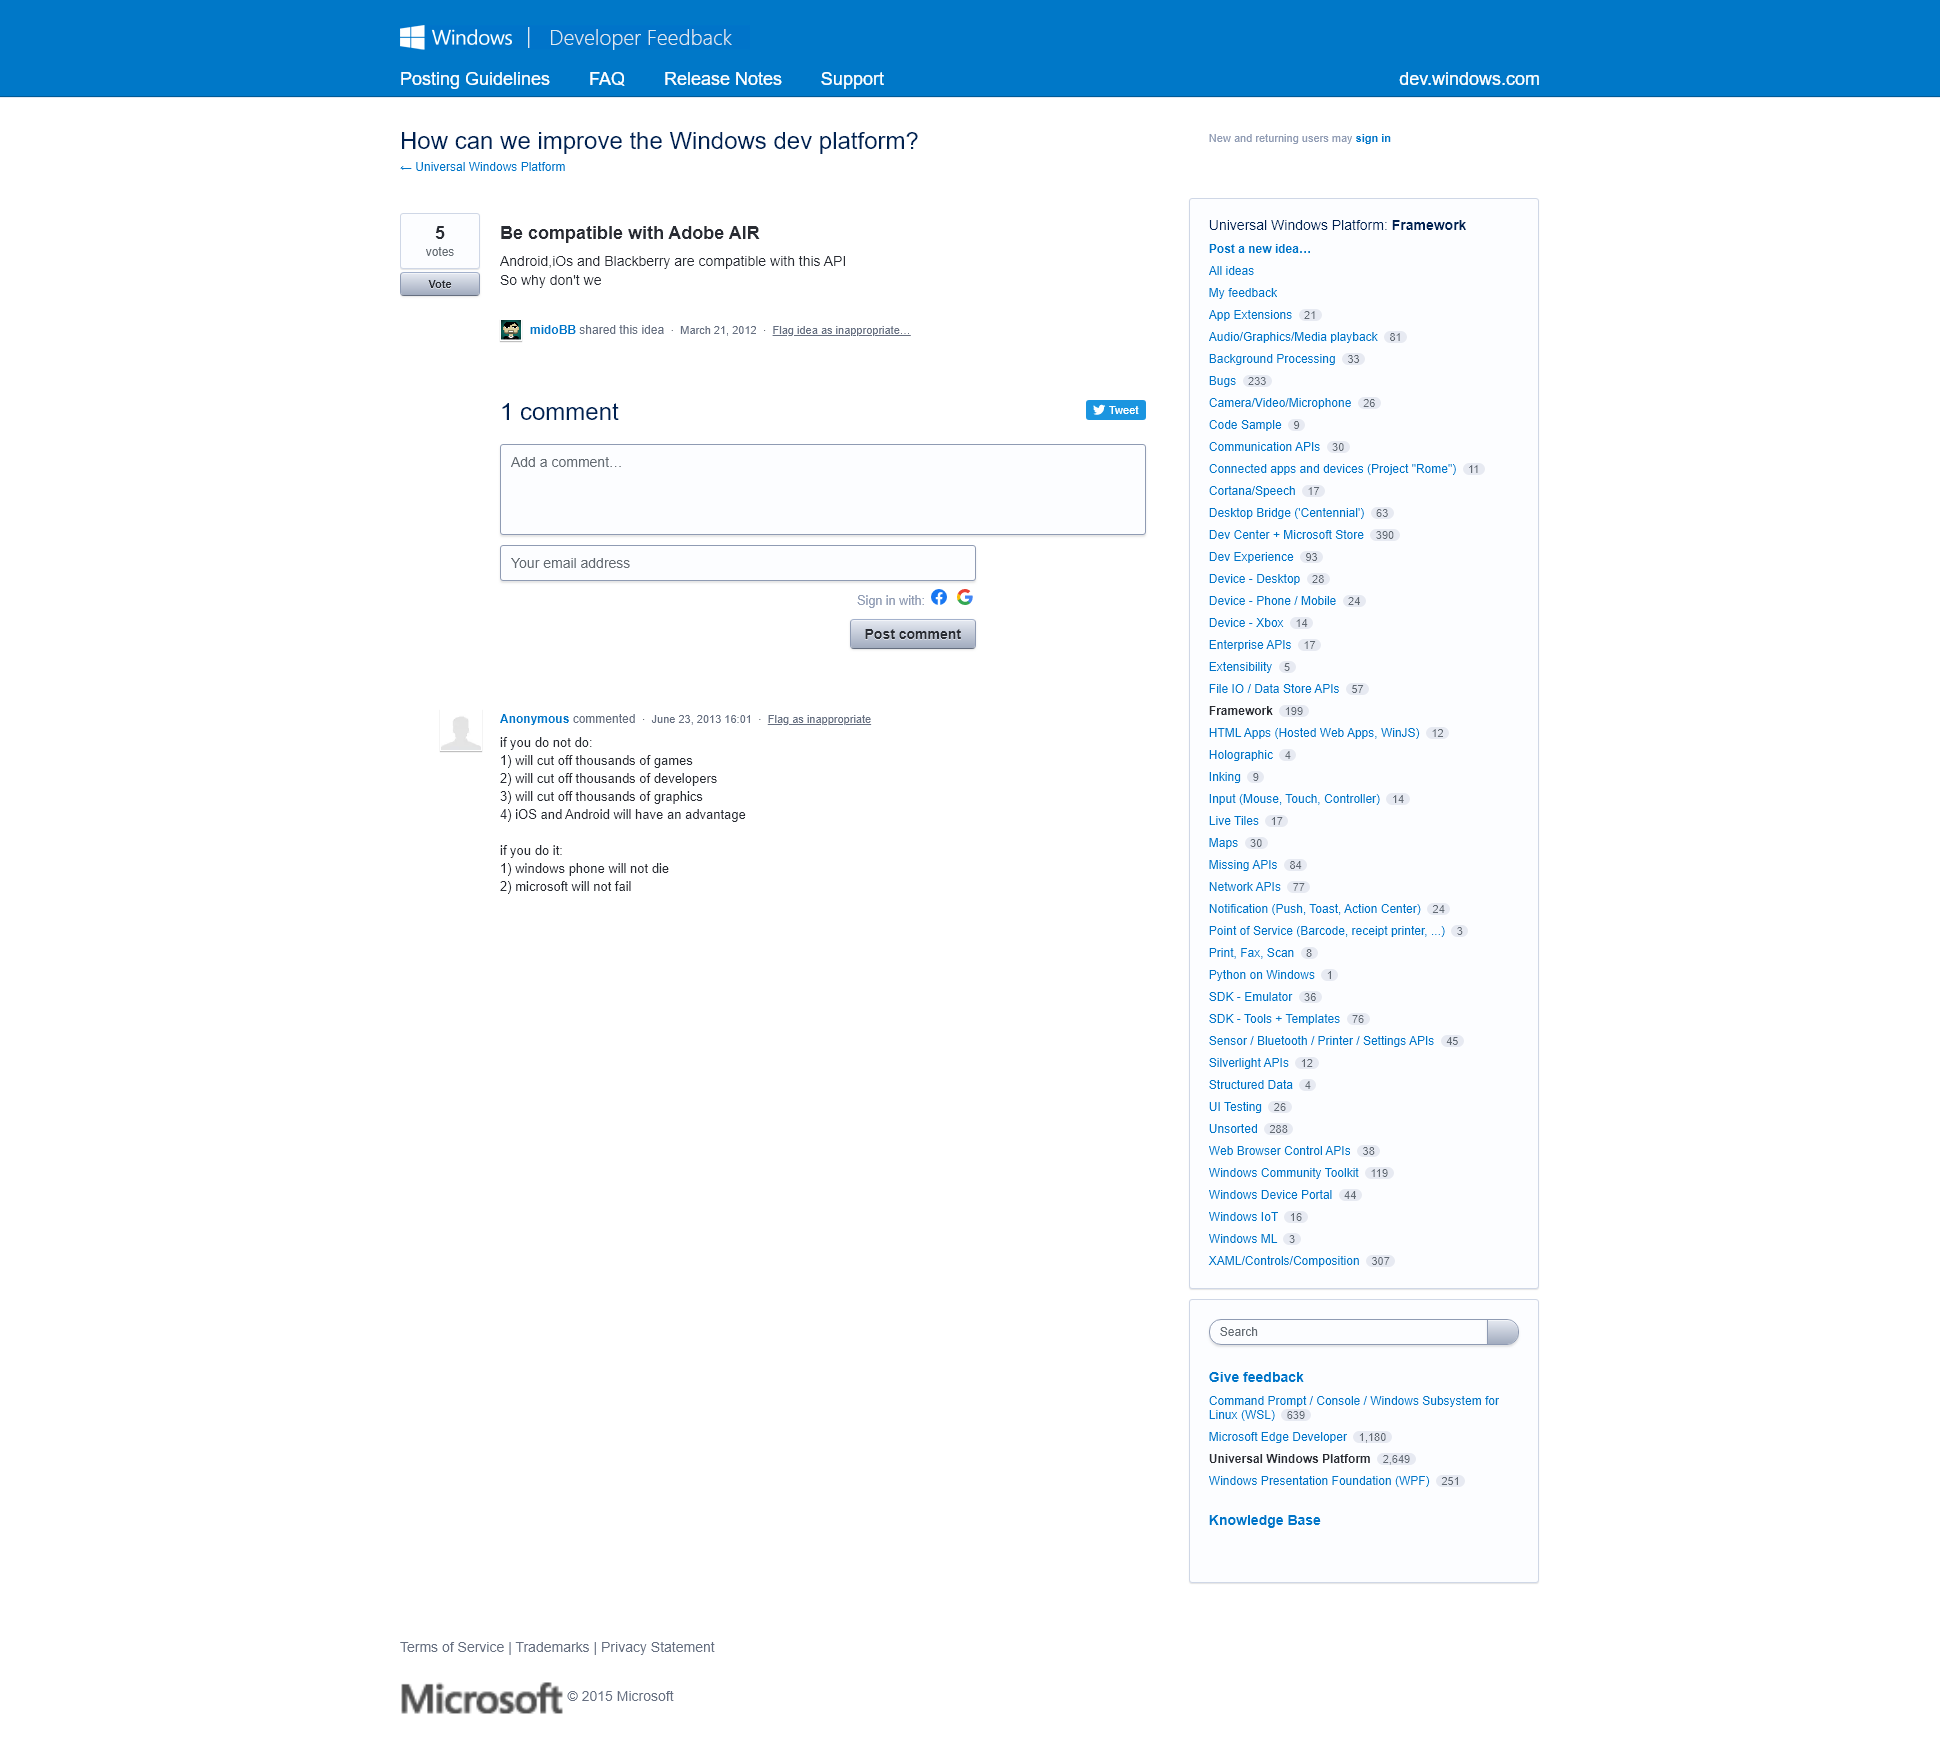 Windows | Developer Feedback
Posting Guidelines FAQ Release Notes Support dev.windows.com
How can we improve the Windows dev platform?
← Universal Windows Platform
New and returning users may sign in
5
votes
Vote
Be compatible with Adobe AIR
Android,iOs and Blackberry are compatible with this API
So why don't we
midoBB shared this idea · March 21, 2012 · Flag idea as inappropriate…
1 comment
Tweet
Add a comment…
Your email address
Sign in with:
Post comment
Anonymous commented · June 23, 2013 16:01 · Flag as inappropriate
if you do not do:
1) will cut off thousands of games
2) will cut off thousands of developers
3) will cut off thousands of graphics
4) iOS and Android will have an advantage
if you do it:
1) windows phone will not die
2) microsoft will not fail
Universal Windows Platform: Framework
Post a new idea…
All ideas
My feedback
App Extensions 21
Audio/Graphics/Media playback 81
Background Processing 33
Bugs 233
Camera/Video/Microphone 26
Code Sample 9
Communication APIs 30
Connected apps and devices (Project "Rome") 11
Cortana/Speech 17
Desktop Bridge ('Centennial') 63
Dev Center + Microsoft Store 390
Dev Experience 93
Device - Desktop 28
Device - Phone / Mobile 24
Device - Xbox 14
Enterprise APIs 17
Extensibility 5
File IO / Data Store APIs 57
Framework 199
HTML Apps (Hosted Web Apps, WinJS) 12
Holographic 4
Inking 9
Input (Mouse, Touch, Controller) 14
Live Tiles 17
Maps 30
Missing APIs 84
Network APIs 77
Notification (Push, Toast, Action Center) 24
Point of Service (Barcode, receipt printer, ...) 3
Print, Fax, Scan 8
Python on Windows 1
SDK - Emulator 36
SDK - Tools + Templates 76
Sensor / Bluetooth / Printer / Settings APIs 45
Silverlight APIs 12
Structured Data 4
UI Testing 26
Unsorted 288
Web Browser Control APIs 38
Windows Community Toolkit 119
Windows Device Portal 44
Windows IoT 16
Windows ML 3
XAML/Controls/Composition 307
Search
Give feedback
Command Prompt / Console / Windows Subsystem for
Linux (WSL) 639
Microsoft Edge Developer 1,180
Universal Windows Platform 2,649
Windows Presentation Foundation (WPF) 251
Knowledge Base
Terms of Service | Trademarks | Privacy Statement
Microsoft © 2015 Microsoft